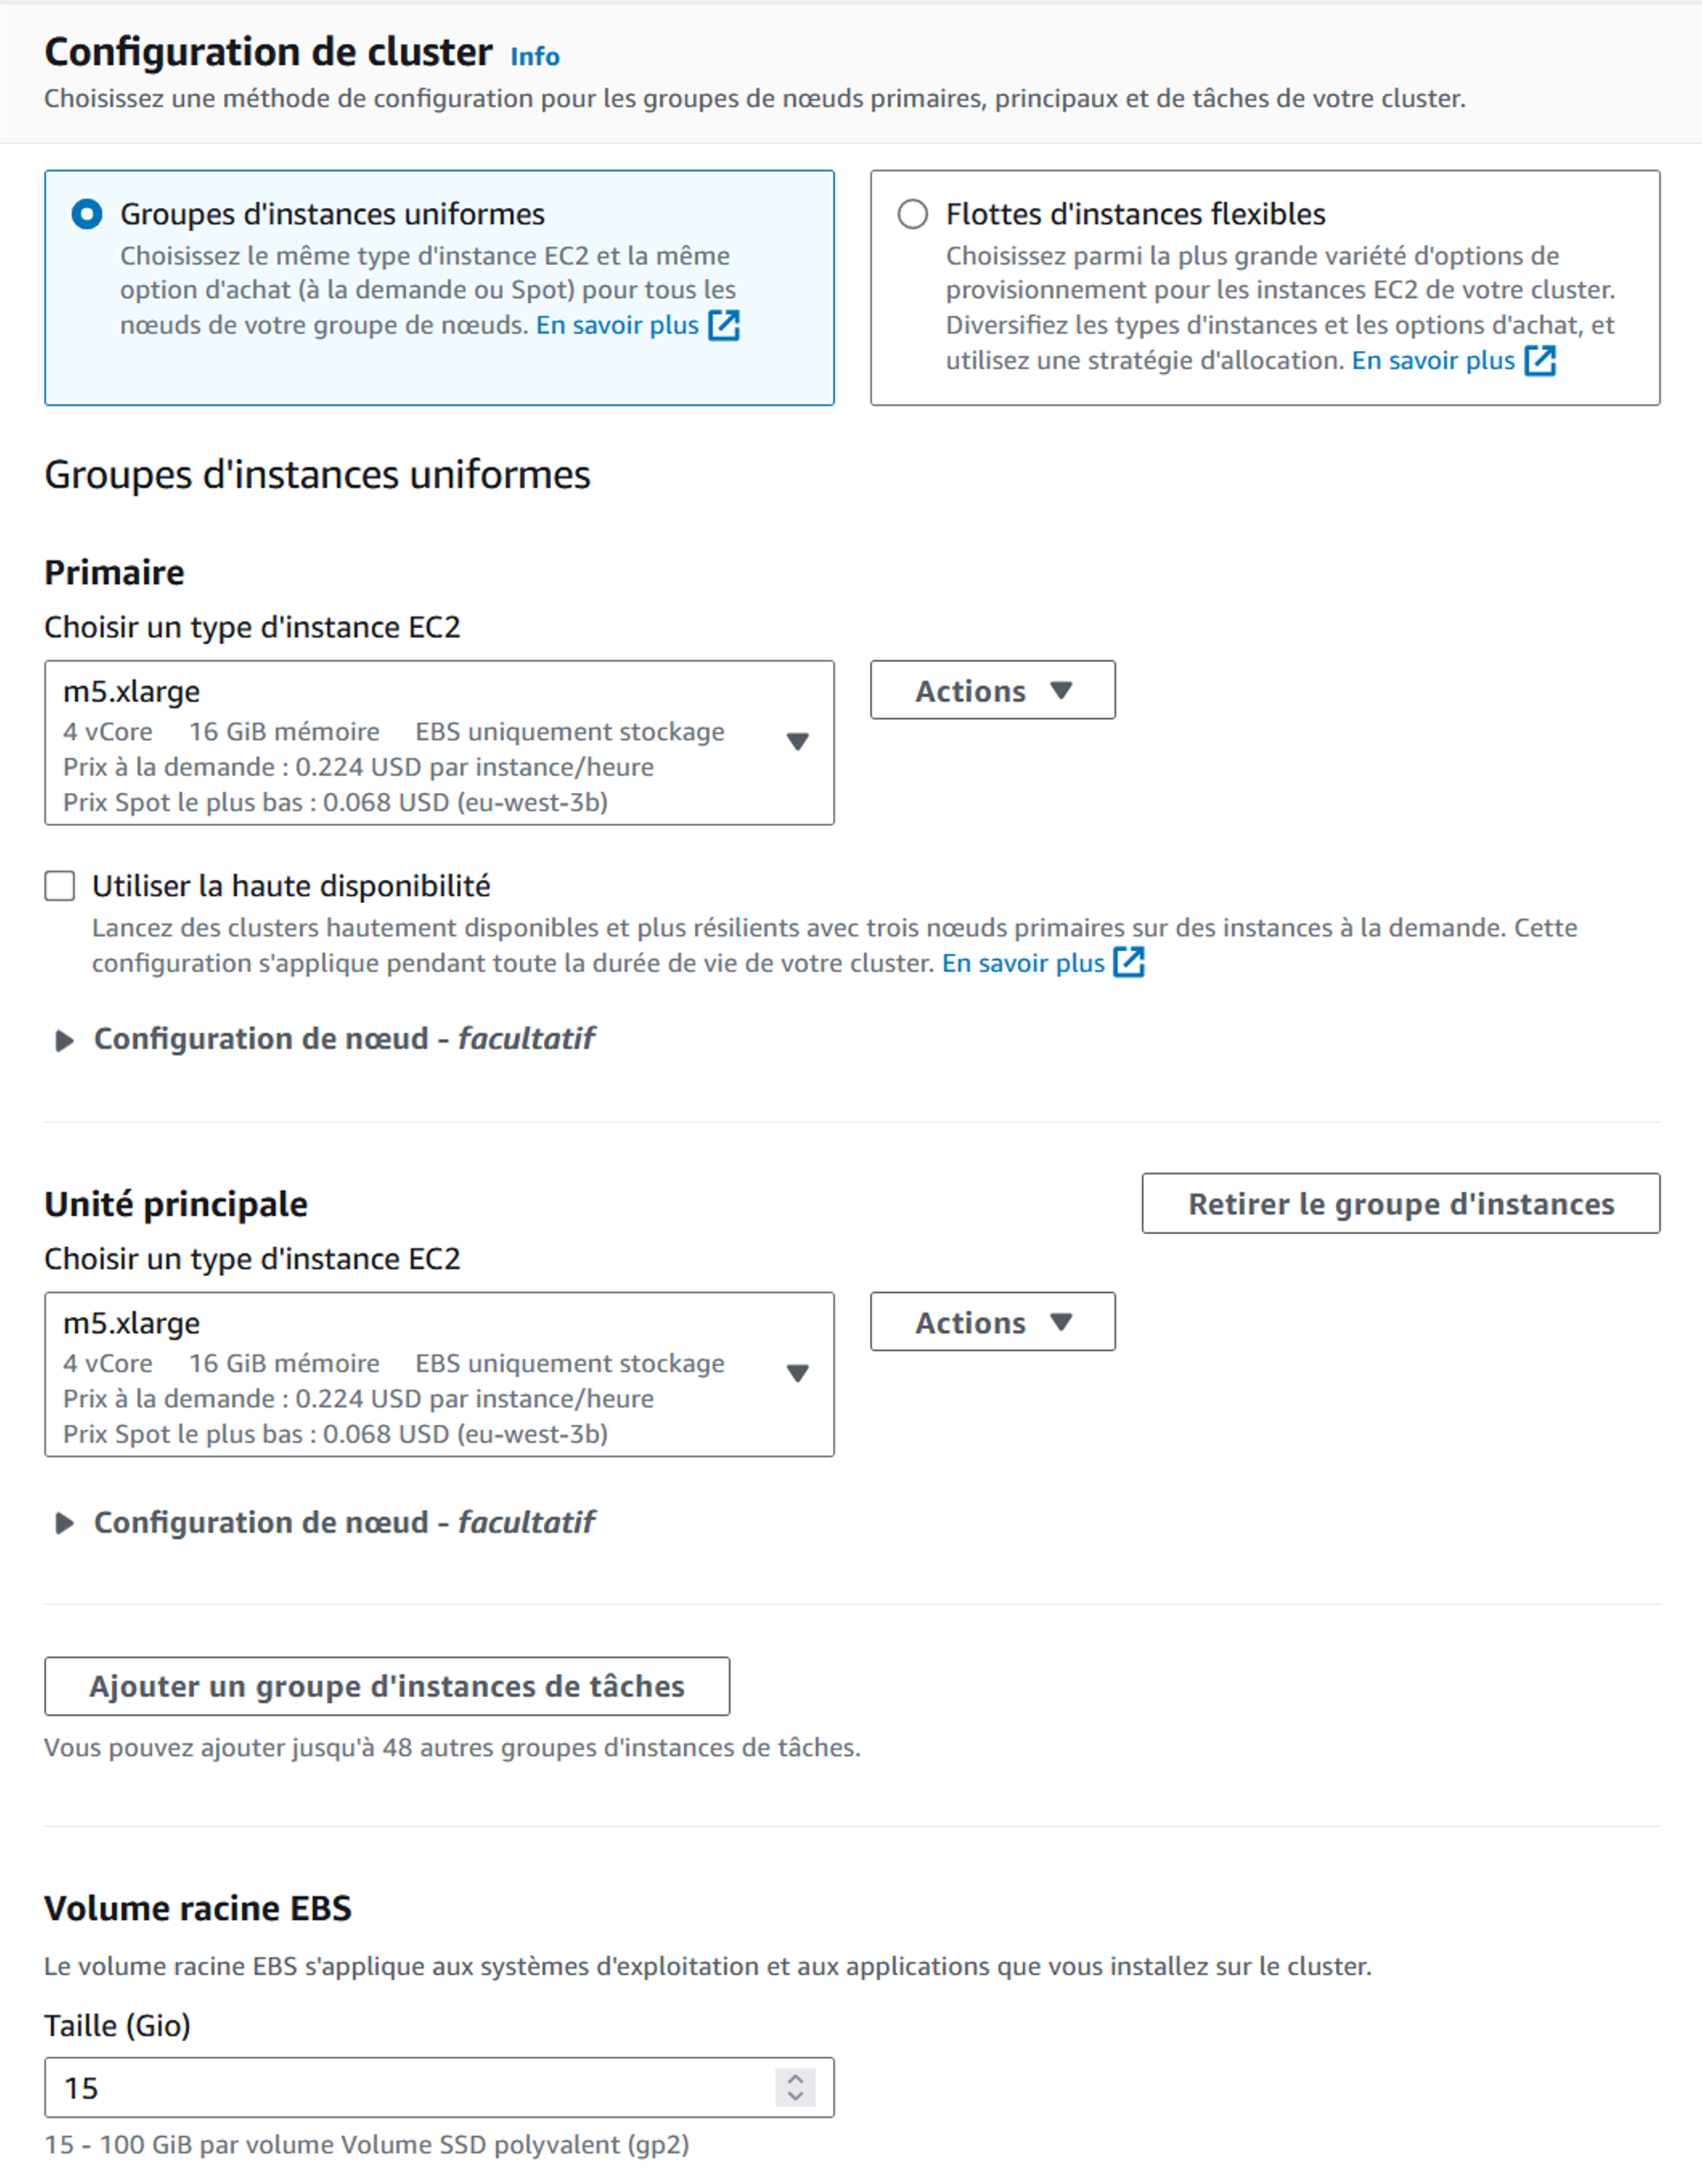 Configuration de cluster Info
Choisissez une méthode de configuration pour les groupes de nœuds primaires, principaux et de tâches de votre cluster.
Groupes d'instances uniformes
Choisissez le même type d'instance EC2 et la même
option d'achat (à la demande ou Spot) pour tous les
nœuds de votre groupe de nœuds. En savoir plus
Flottes d'instances flexibles
Choisissez parmi la plus grande variété d'options de
provisionnement pour les instances EC2 de votre cluster.
Diversifiez les types d'instances et les options d'achat, et
utilisez une stratégie d'allocation. En savoir plus
Groupes d'instances uniformes
Primaire
Choisir un type d'instance EC2
m5.xlarge
4 vCore 16 GiB mémoire EBS uniquement stockage
Prix à la demande : 0.224 USD par instance/heure
Prix Spot le plus bas : 0.068 USD (eu-west-3b)
Actions
Utiliser la haute disponibilité
Lancez des clusters hautement disponibles et plus résilients avec trois nœuds primaires sur des instances à la demande. Cette
configuration s'applique pendant toute la durée de vie de votre cluster. En savoir plus
Configuration de nœud - facultatif
Unité principale
Retirer le groupe d'instances
Choisir un type d'instance EC2
m5.xlarge
4 vCore 16 GiB mémoire EBS uniquement stockage
Prix à la demande : 0.224 USD par instance/heure
Prix Spot le plus bas : 0.068 USD (eu-west-3b)
Actions
Configuration de nœud - facultatif
Ajouter un groupe d'instances de tâches
Vous pouvez ajouter jusqu'à 48 autres groupes d'instances de tâches.
Volume racine EBS
Le volume racine EBS s'applique aux systèmes d'exploitation et aux applications que vous installez sur le cluster.
Taille (Gio)
15
15 - 100 GiB par volume Volume SSD polyvalent (gp2)